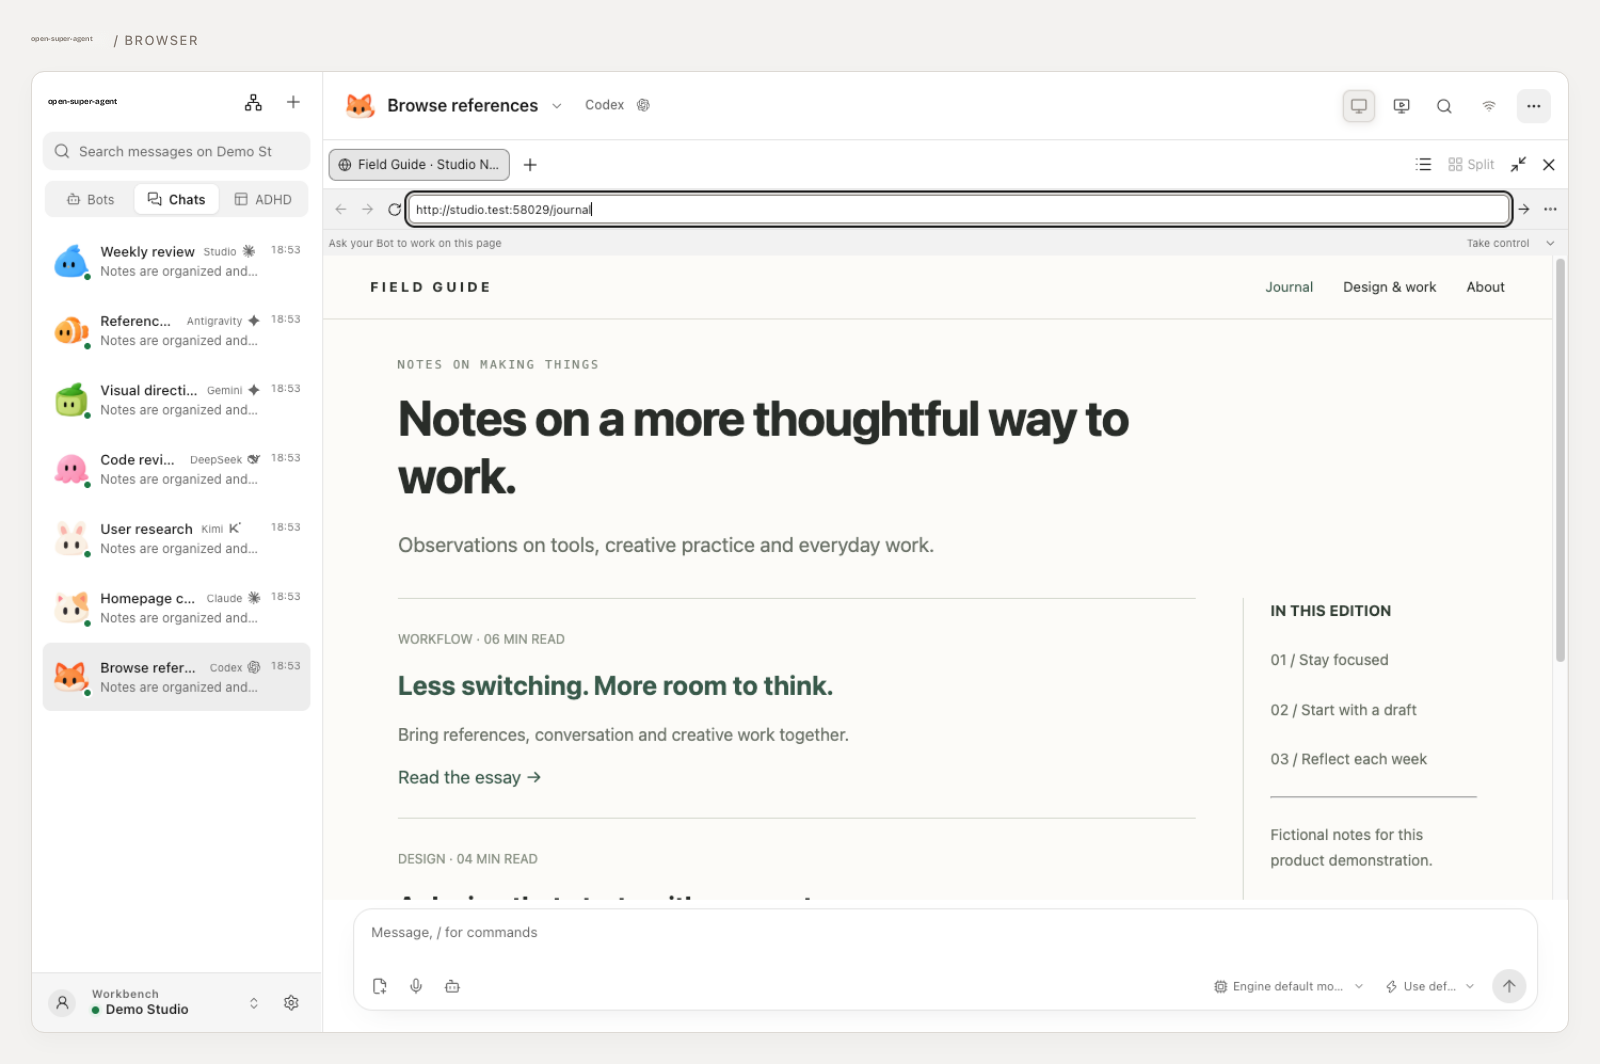 open-super-agent / BROWSER
open-super-agent
Search messages on Demo St
Bots Chats ADHD
Weekly review Studio 18:53
Notes are organized and...
Referenc... Antigravity 18:53
Notes are organized and...
Visual directi... Gemini 18:53
Notes are organized and...
Code revi... DeepSeek 18:53
Notes are organized and...
User research Kimi 18:53
Notes are organized and...
Homepage c... Claude 18:53
Notes are organized and...
Browse refer... Codex 18:53
Notes are organized and...
Workbench
Demo Studio
Browse references Codex
Field Guide · Studio N... Split
http://studio.test:58029/journal
Ask your Bot to work on this page Take control
FIELD GUIDE Journal Design & work About
NOTES ON MAKING THINGS
Notes on a more thoughtful way to
work.
Observations on tools, creative practice and everyday work.
WORKFLOW · 06 MIN READ
Less switching. More room to think.
Bring references, conversation and creative work together.
Read the essay →
DESIGN · 04 MIN READ
IN THIS EDITION
01 / Stay focused
02 / Start with a draft
03 / Reflect each week
Fictional notes for this
product demonstration.
Message, / for commands
Engine default mo... Use def...